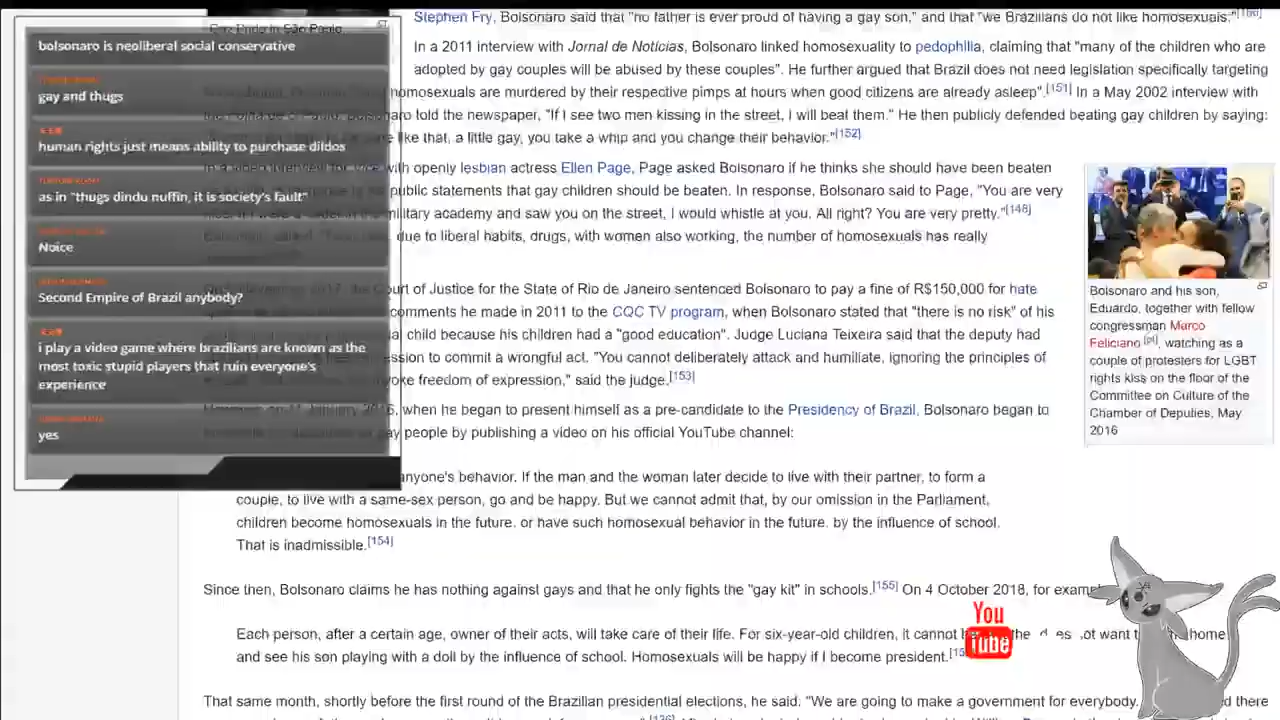 bolsonaro is neoliberal social conservative
gay and thugs
human rights just means ability to purchase dildos
as in "thugs dindu nuffin, it is society's fault"
Noice
Second Empire of Brazil anybody?
i play a video game where brazilians are known as the
most toxic stupid players that ruin everyone's
experience
yes
Stephen Fry, Bolsonaro said that "no father is ever proud of having a gay son," and that "we Brazilians do not like homosexuals."
In a 2011 interview with Jornal de Notícias, Bolsonaro linked homosexuality to pedophilia, claiming that "many of the children who are
adopted by gay couples will be abused by these couples". He further argued that Brazil does not need legislation specifically targeting
homosexuals are murdered by their respective pimps at hours when good citizens are already asleep".[151] In a May 2002 interview with
Bolsonaro told the newspaper, "If I see two men kissing in the street, I will beat them." He then publicly defended beating gay children by saying:
like that, a little gay, you take a whip and you change their behavior."[152]
with openly lesbian actress Ellen Page, Page asked Bolsonaro if he thinks she should have been beaten
public statements that gay children should be beaten. In response, Bolsonaro said to Page, "You are very
military academy and saw you on the street, I would whistle at you. All right? You are very pretty."[148]
due to liberal habits, drugs, with women also working, the number of homosexuals has really
Court of Justice for the State of Rio de Janeiro sentenced Bolsonaro to pay a fine of R$150,000 for hate
comments he made in 2011 to the CQC TV program, when Bolsonaro stated that "there is no risk" of his
child because his children had a "good education". Judge Luciana Teixeira said that the deputy had
to commit a wrongful act. "You cannot deliberately attack and humiliate, ignoring the principles of
freedom of expression," said the judge.[153]
when he began to present himself as a pre-candidate to the Presidency of Brazil, Bolsonaro began to
gay people by publishing a video on his official YouTube channel:
anyone's behavior. If the man and the woman later decide to live with their partner, to form a
couple, to live with a same-sex person, go and be happy. But we cannot admit that, by our omission in the Parliament,
children become homosexuals in the future, or have such homosexual behavior in the future, by the influence of school.
That is inadmissible.[154]
Since then, Bolsonaro claims he has nothing against gays and that he only fights the "gay kit" in schools.[155] On 4 October 2018, for
Each person, after a certain age, owner of their acts, will take care of their life. For six-year-old children, it cannot
and see his son playing with a doll by the influence of school. Homosexuals will be happy if I become president.
That same month, shortly before the first round of the Brazilian presidential elections, he said, "We are going to make a government for everybody.
Bolsonaro and his son,
Eduardo, together with fellow
congressman Marco
Feliciano [pt], watching as a
couple of protesters for LGBT
rights kiss on the floor of the
Committee on Culture of the
Chamber of Deputies, May
2016
You
Tube